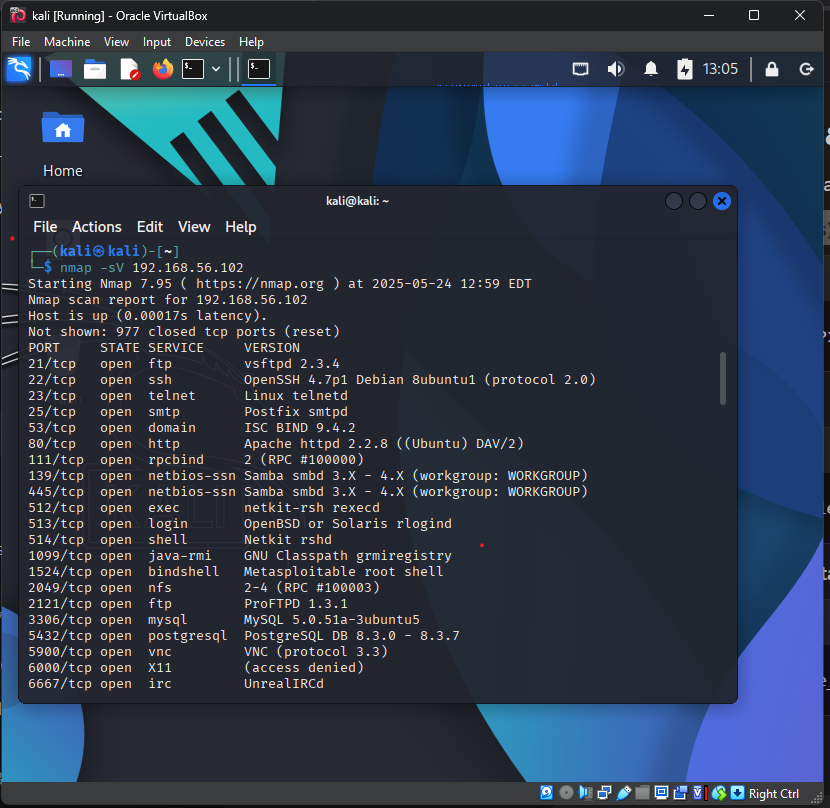 kali [Running] - Oracle VirtualBox
File Machine View Input Devices Help
13:05
Home
kali@kali: ~
File Actions Edit View Help
┌──(kali㉿kali)-[~]
└─$ nmap -sV 192.168.56.102
Starting Nmap 7.95 ( https://nmap.org ) at 2025-05-24 12:59 EDT
Nmap scan report for 192.168.56.102
Host is up (0.00017s latency).
Not shown: 977 closed tcp ports (reset)
PORT     STATE SERVICE     VERSION
21/tcp   open  ftp         vsftpd 2.3.4
22/tcp   open  ssh         OpenSSH 4.7p1 Debian 8ubuntu1 (protocol 2.0)
23/tcp   open  telnet      Linux telnetd
25/tcp   open  smtp        Postfix smtpd
53/tcp   open  domain      ISC BIND 9.4.2
80/tcp   open  http        Apache httpd 2.2.8 ((Ubuntu) DAV/2)
111/tcp  open  rpcbind     2 (RPC #100000)
139/tcp  open  netbios-ssn Samba smbd 3.X - 4.X (workgroup: WORKGROUP)
445/tcp  open  netbios-ssn Samba smbd 3.X - 4.X (workgroup: WORKGROUP)
512/tcp  open  exec        netkit-rsh rexecd
513/tcp  open  login       OpenBSD or Solaris rlogind
514/tcp  open  shell       Netkit rshd
1099/tcp open  java-rmi    GNU Classpath grmiregistry
1524/tcp open  bindshell   Metasploitable root shell
2049/tcp open  nfs         2-4 (RPC #100003)
2121/tcp open  ftp         ProFTPD 1.3.1
3306/tcp open  mysql       MySQL 5.0.51a-3ubuntu5
5432/tcp open  postgresql  PostgreSQL DB 8.3.0 - 8.3.7
5900/tcp open  vnc         VNC (protocol 3.3)
6000/tcp open  X11         (access denied)
6667/tcp open  irc         UnrealIRCd
Right Ctrl